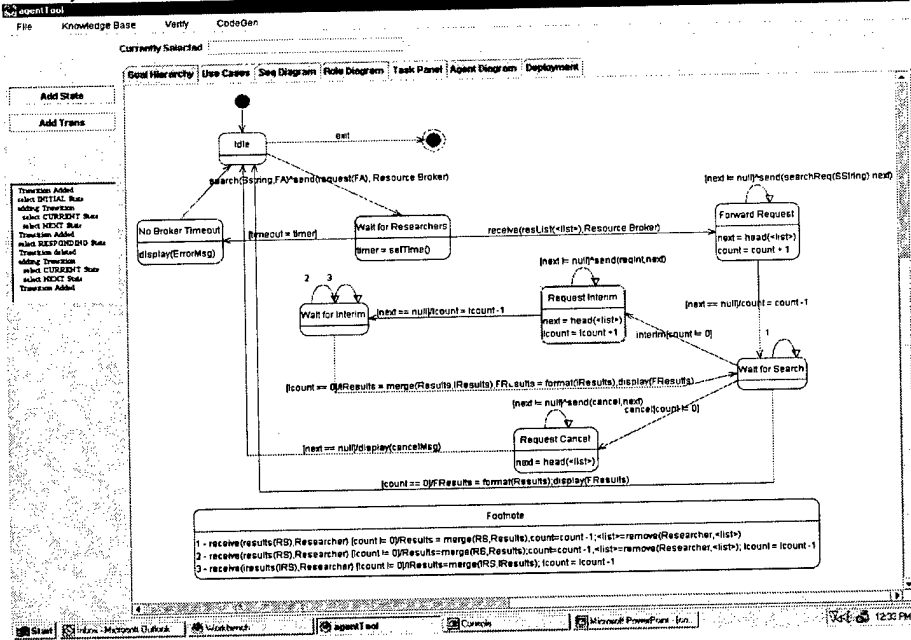 agentTool
File Knowledge Base Verify CodeGen
Currently Selected
Goal Hierarchy Use Cases Seq Diagram Role Diagram Task Panel Agent Diagram Deployment
Add State
Add Trans
Transition Added
select INITIAL State
adding Transition
select CURRENT State
select NEXT State
Transition Added
select RESPONDING State
Transition deleted
adding Transition
select CURRENT State
select NEXT State
Transition Added
Idle
exit
search(Sstring,FA)^send(request(FA), Resource Broker)
[next != null]^send(searchReq(SString) next)
No Broker Timeout
display(ErrorMsg)
[timeout = timer]
Wait for Researchers
timer = setTime()
receive(resList(<list>),Resource Broker)
Forward Request
next = head(<list>)
count = count + 1
[next != null]^send(reqInt,next)
2 3
Wait for Interim
[next == null]/Icount = Icount -1
Request Interim
next = head(<list>)
Icount = Icount +1
[next == null]/count = count -1
interim[count != 0]
1
Wait for Search
[Icount == 0]/IResults = merge(Results,IResults) FResults = format(IResults),display(FResults)
[next != null]^send(cancel,next)
cancel[count != 0]
Request Cancel
next = head(<list>)
[next == null]/display(cancelMsg)
[count == 0]/FResults = format(Results);display(FResults)
Footnote
1 - receive(results(RS),Researcher) [count != 0]/Results = merge(RS,Results),count=count -1;<list>=remove(Researcher,<list>)
2 - receive(results(RS),Researcher) [Icount != 0]/Results=merge(RS,Results);count=count -1,<list>=remove(Researcher,<list>); Icount = Icount -1
3 - receive(iresults(IRS),Researcher) [Icount != 0]/IResults=merge(IRS,IResults); Icount = Icount -1
Start Inbox - Microsoft Outlook Workbench agentTool Console Microsoft PowerPoint - 12:33 PM